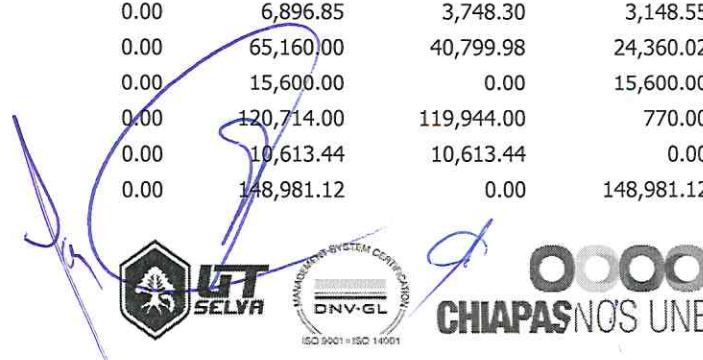 0.00 6,896.85 3,748.30 3,148.55
0.00 65,160.00 40,799.98 24,360.02
0.00 15,600.00 0.00 15,600.00
0.00 120,714.00 119,944.00 770.00
0.00 10,613.44 10,613.44 0.00
0.00 148,981.12 0.00 148,981.12
UT
SELVA
MANAGEMENT SYSTEM CERTIFICATION
DNV·GL
ISO 9001 = ISO 14001
CHIAPASNOS UNE